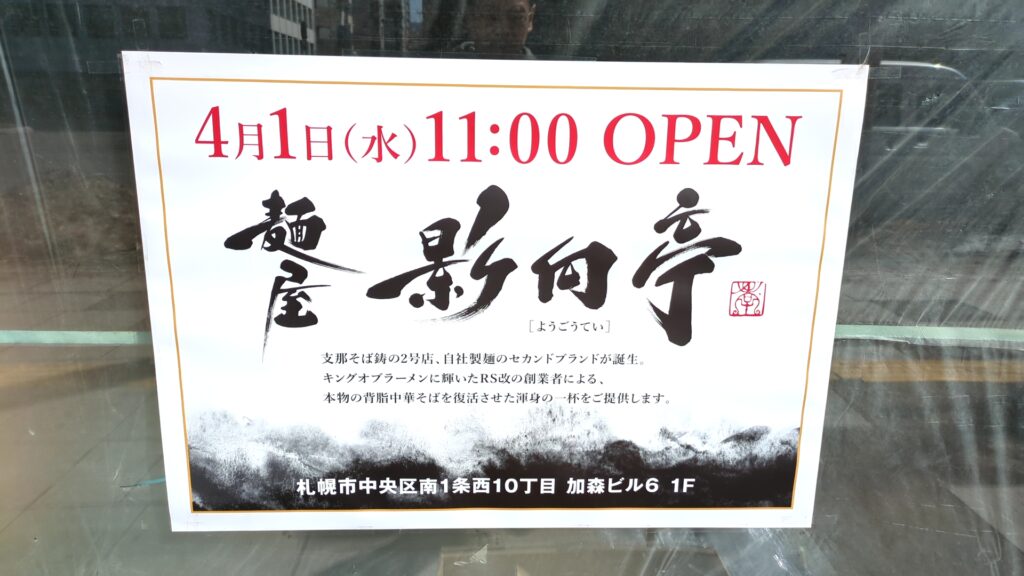 4月1日(水)11:00 OPEN
麺屋 影向亭
[ようごうてい]
支那そば鋳の2号店、自社製麺のセカンドブランドが誕生。
キングオブラーメンに輝いたRS改の創業者による、
本物の背脂中華そばを復活させた渾身の一杯をご提供します。
札幌市中央区南1条西10丁目 加森ビル6 1F